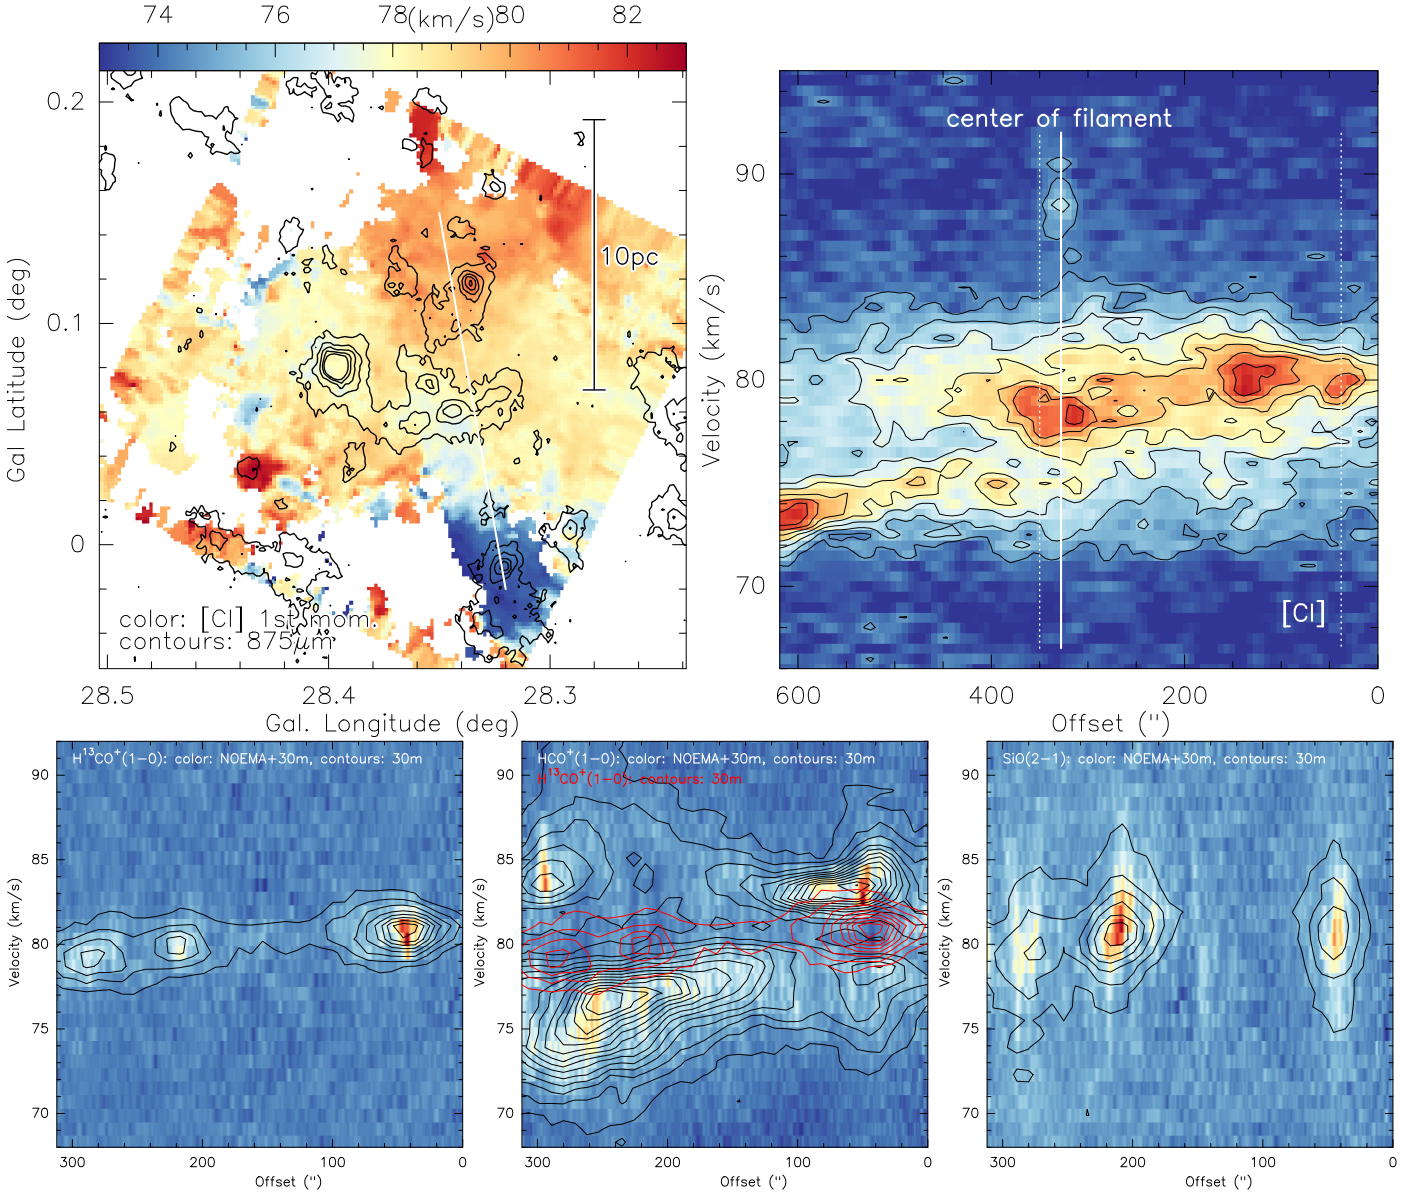 74 76 78 (km/s) 80 82
0.2
0.1
0
Gal Latitude (deg)
10pc
color: [CI] 1st mom.
contours: 875μm
28.5 28.4 28.3
Gal. Longitude (deg)
center of filament
90
80
70
Velocity (km/s)
[CI]
600 400 200 0
Offset (")
H¹³CO⁺(1−0): color: NOEMA+30m, contours: 30m
90
85
80
75
70
Velocity (km/s)
300 200 100 0
Offset (")
HCO⁺(1−0): color: NOEMA+30m, contours: 30m
H¹³CO⁺(1−0): contours: 30m
90
85
80
75
70
Velocity (km/s)
300 200 100 0
Offset (")
SiO(2−1): color: NOEMA+30m, contours: 30m
90
85
80
75
70
Velocity (km/s)
300 200 100 0
Offset (")